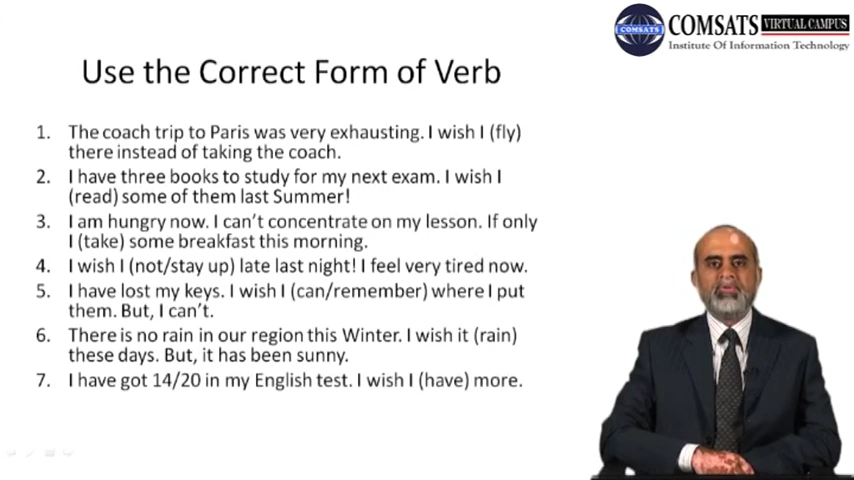 COMSATS VIRTUAL CAMPUS
COMSATS
Institute Of Information Technology
Use the Correct Form of Verb
1. The coach trip to Paris was very exhausting. I wish I (fly)
there instead of taking the coach.
2. I have three books to study for my next exam. I wish I
(read) some of them last Summer!
3. I am hungry now. I can't concentrate on my lesson. If only
I (take) some breakfast this morning.
4. I wish I (not/stay up) late last night! I feel very tired now.
5. I have lost my keys. I wish I (can/remember) where I put
them. But, I can't.
6. There is no rain in our region this Winter. I wish it (rain)
these days. But, it has been sunny.
7. I have got 14/20 in my English test. I wish I (have) more.